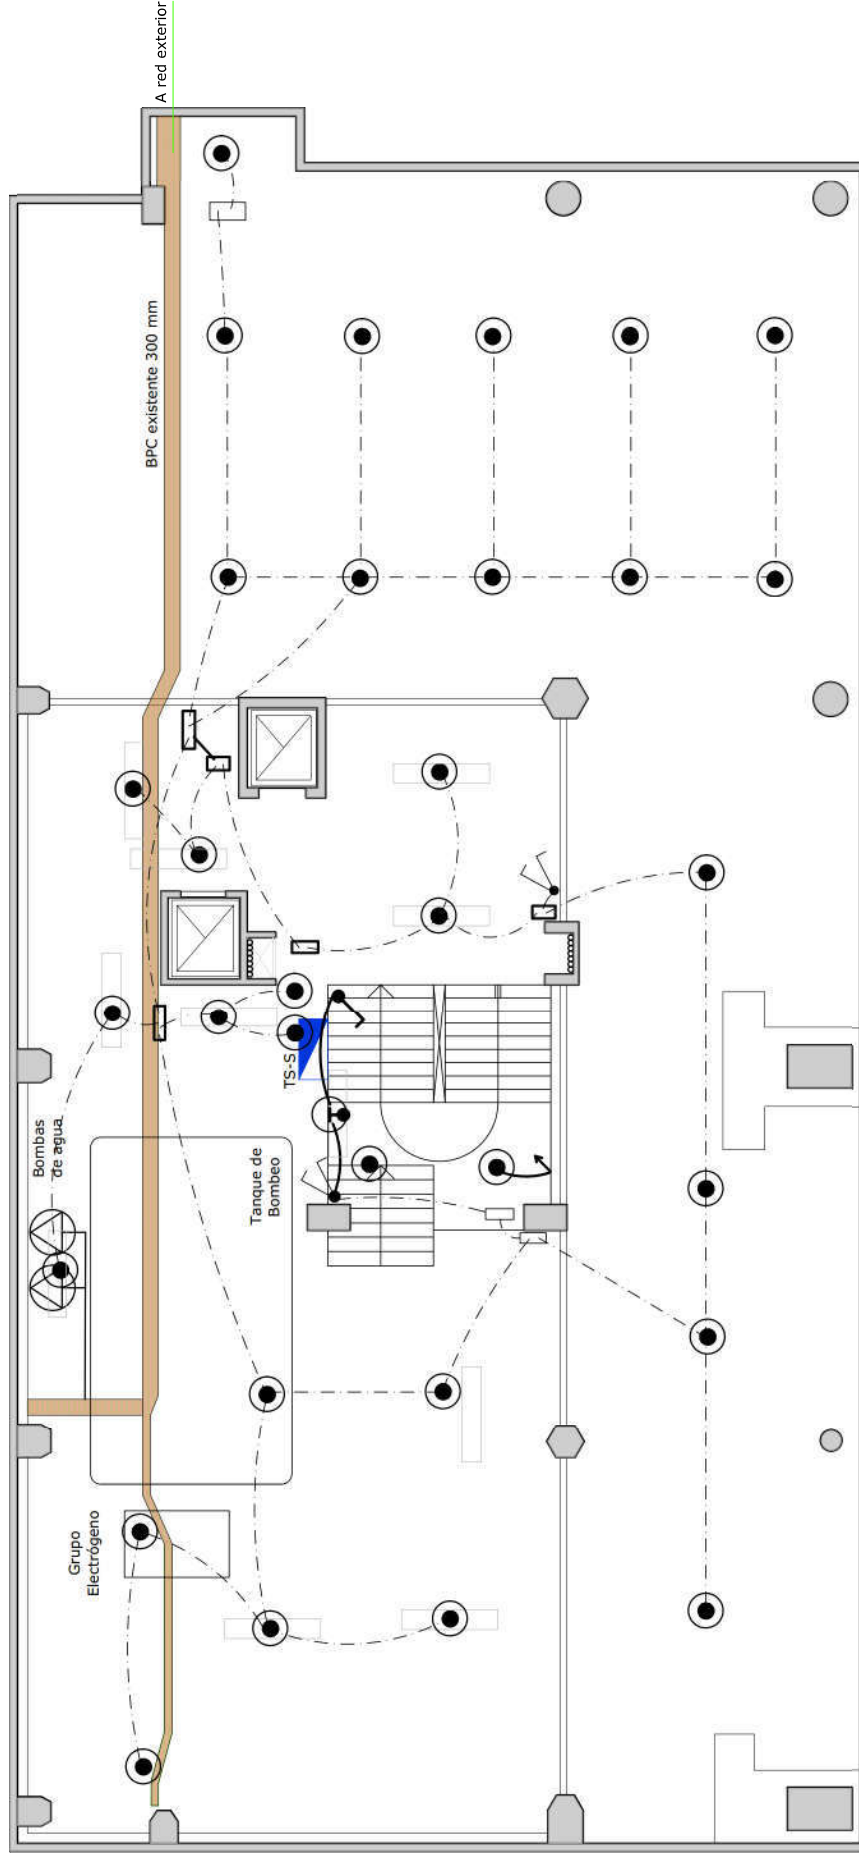 A red exterior
BPC existente 300 mm
TS-S
Bombas
de agua
Tanque de
Bombeo
Grupo
Electrógeno